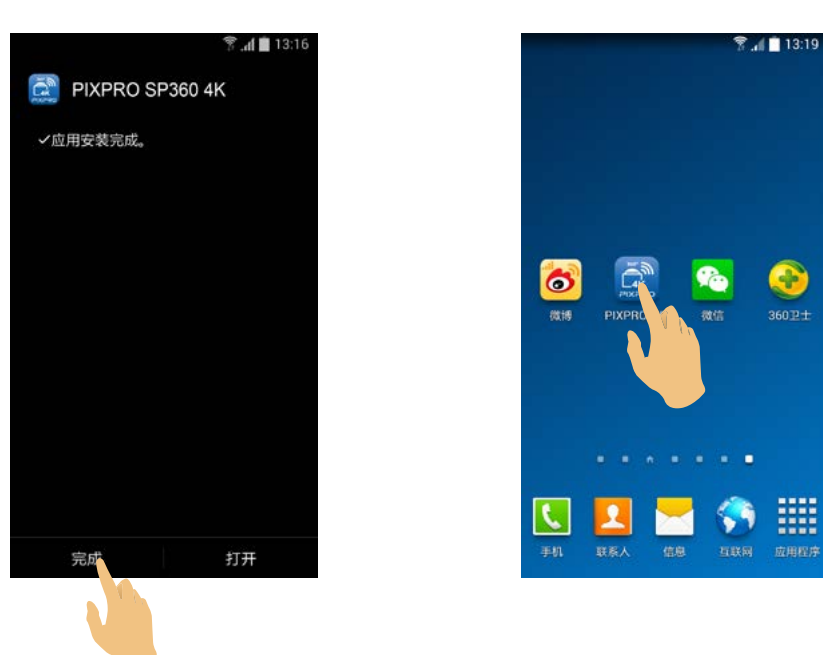 13:16
PIXPRO SP360 4K
✓应用安装完成。
完成
打开
13:19
4K
微博
PIXPRO
微信
360卫士
手机
联系人
信息
互联网
应用程序